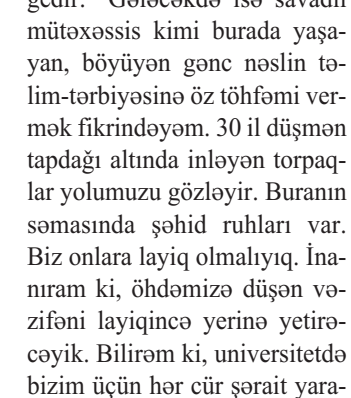 gedir. Gələcəkdə isə savadlı
mütəxəssis kimi burada yaşa-
yan, böyüyən gənc nəslin tə-
lim-tərbiyəsinə öz töhfəmi ver-
mək fikrindəyəm. 30 il düşmən
tapdağı altında inləyən torpaq-
lar yolumuzu gözləyir. Buranın
səmasında şəhid ruhları var.
Biz onlara layiq olmalıyıq. İna-
nıram ki, öhdəmizə düşən və-
zifəni layiqincə yerinə yetirə-
cəyik. Bilirəm ki, universitetdə
bizim üçün hər cür şərait yara-